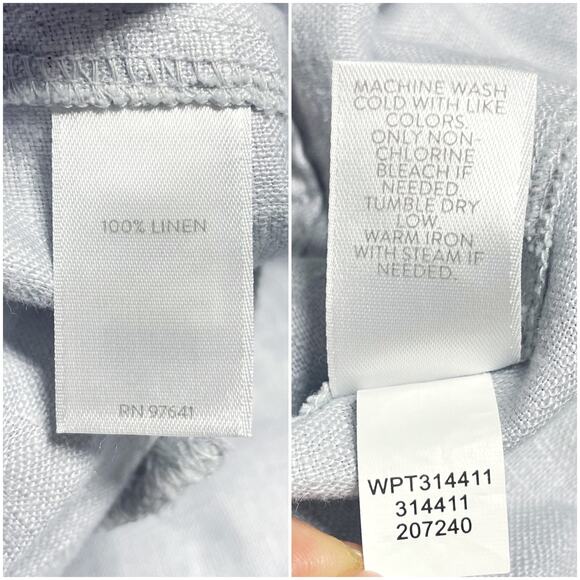 100% LINEN
RN 97641
MACHINE WASH
COLD WITH LIKE
COLORS.
ONLY NON-
CHLORINE
BLEACH IF
NEEDED.
TUMBLE DRY
LOW.
WARM IRON
WITH STEAM IF
NEEDED.
WPT314411
314411
207240